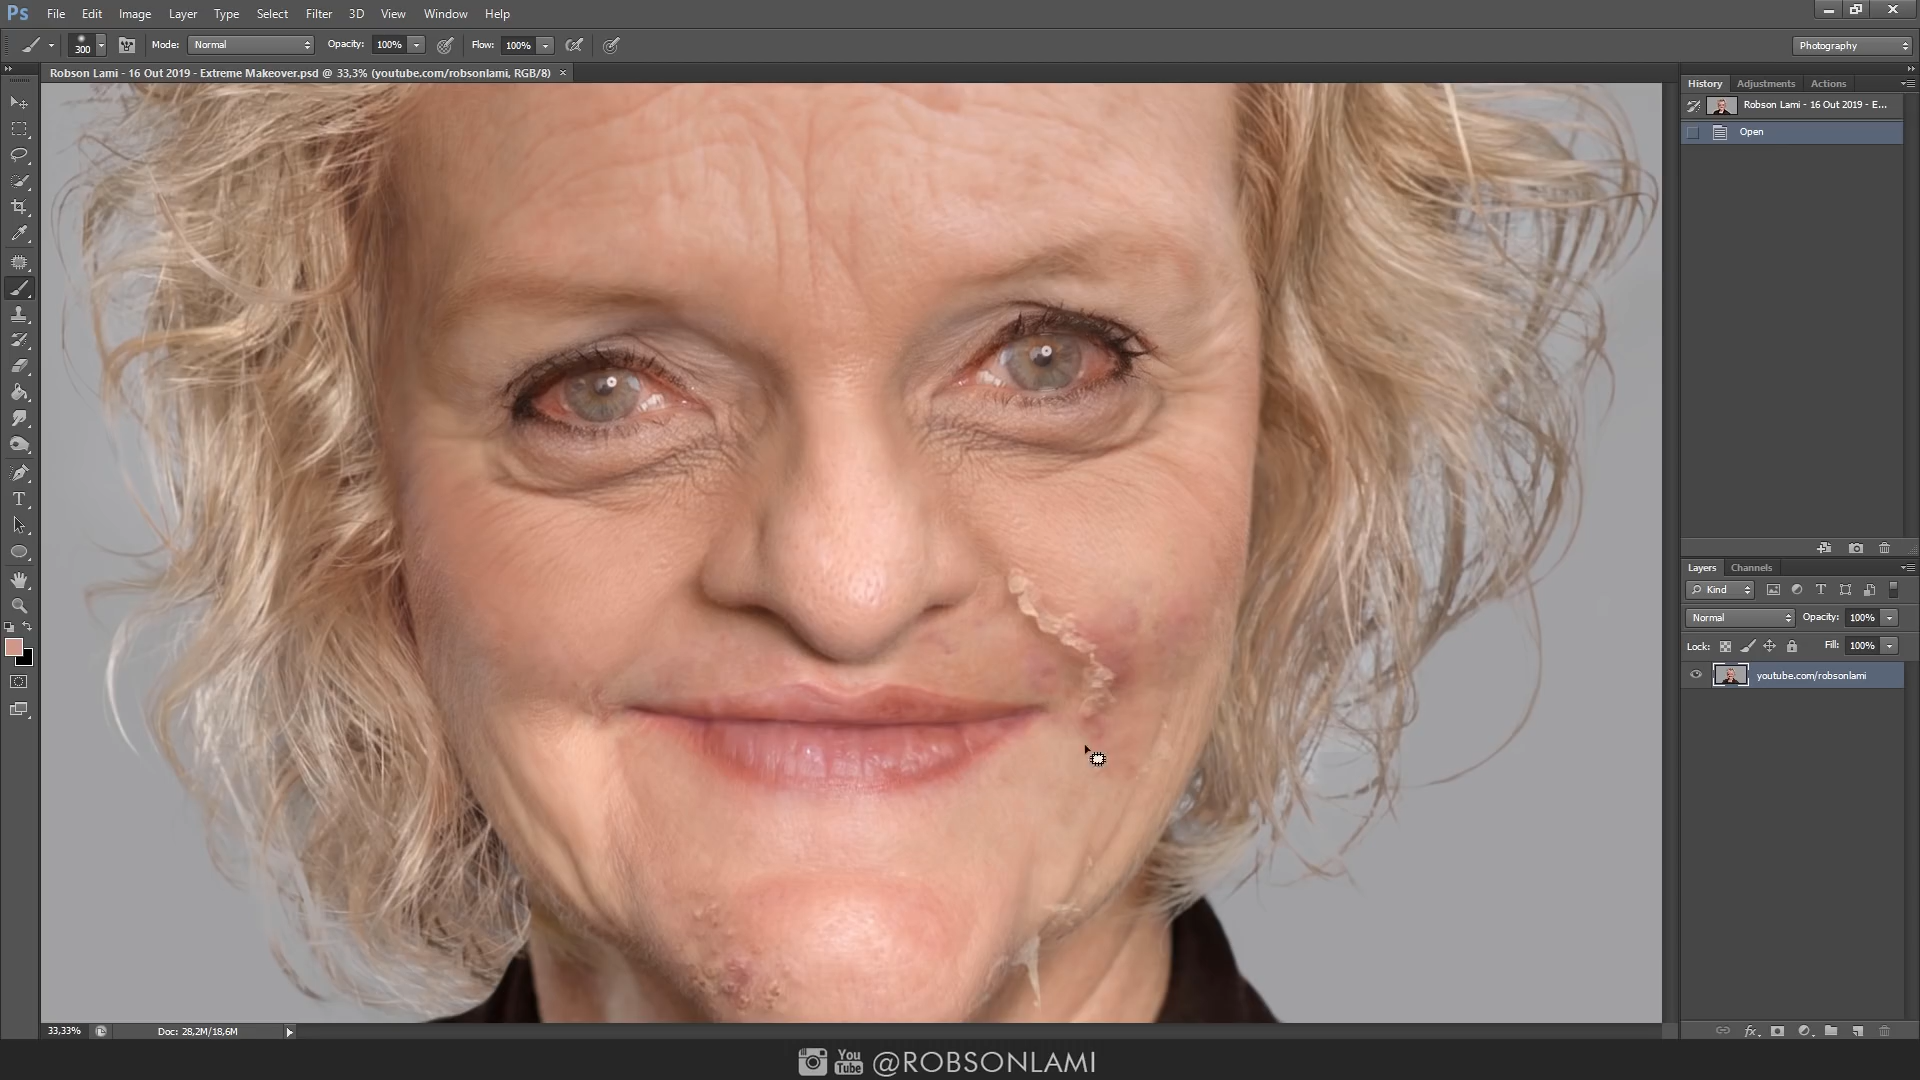 Ps File Edit Image Layer Type Select Filter 3D View Window Help
300 Mode: Normal Opacity: 100% Flow: 100% Photography
Robson Lami - 16 Out 2019 - Extreme Makeover.psd @ 33,3% (youtube.com/robsonlami, RGB/8) ×
History Adjustments Actions
Robson Lami - 16 Out 2019 - E...
Open
Layers Channels
Kind
Normal Opacity: 100%
Lock: Fill: 100%
youtube.com/robsonlami
33,33% Doc: 28,2M/18,6M
You Tube @ROBSONLAMI